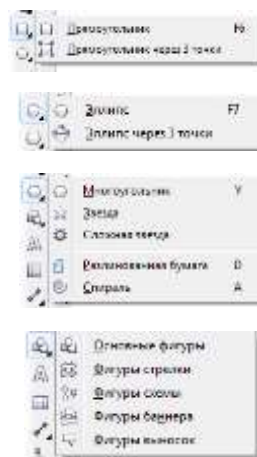 Прямоугольник F6
Прямоугольник через 3 точки
Эллипс F7
Эллипс через 3 точки
Многоугольник Y
Звезда
Сложная звезда
Разлинованная бумага D
Спираль A
Основные фигуры
Фигуры стрелки
Фигуры схемы
Фигуры баннера
Фигуры выносок